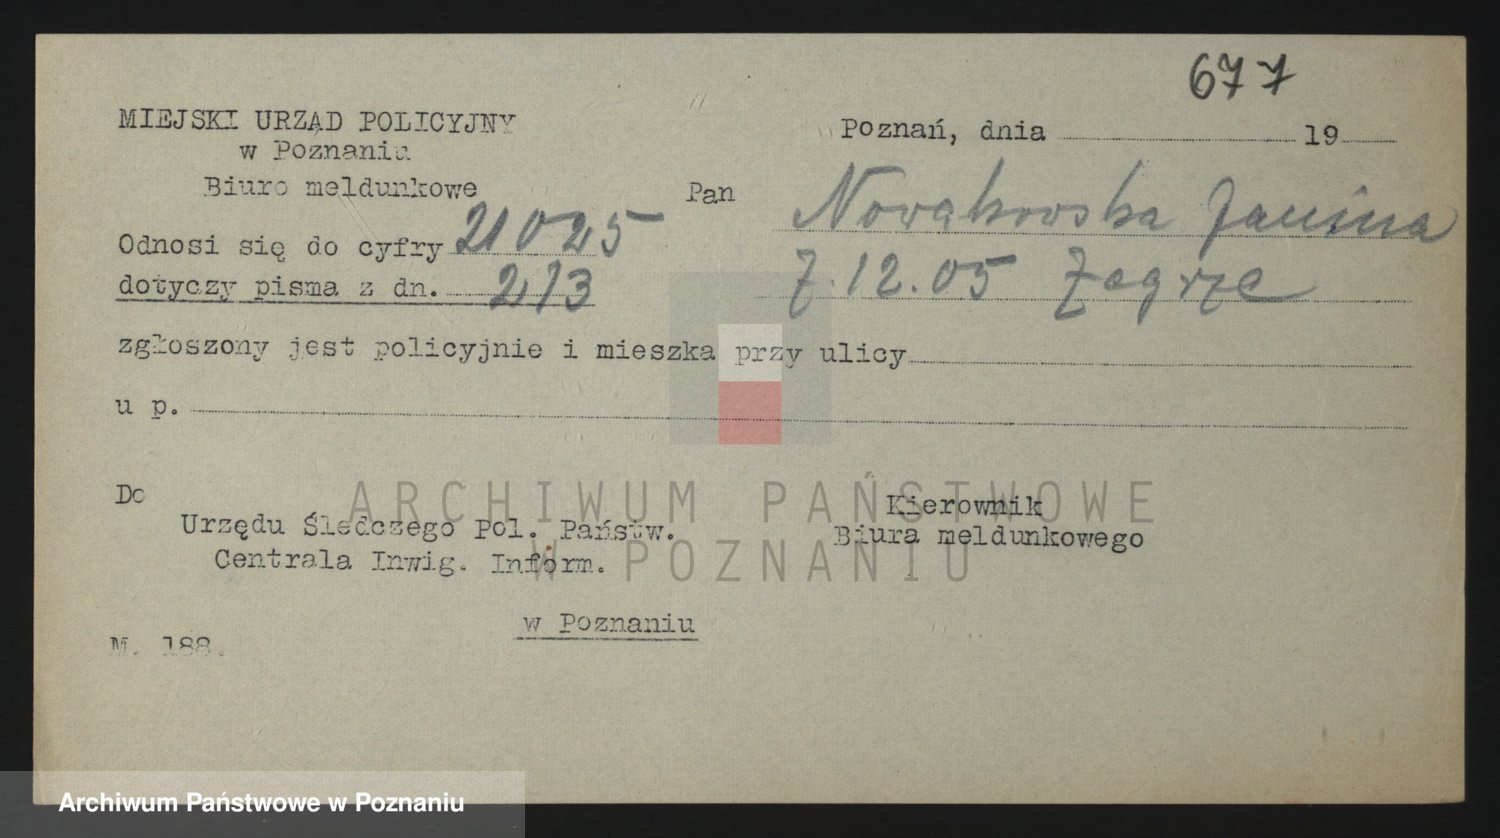 677
MIEJSKI URZĄD POLICYJNY
w Poznaniu
Biuro meldunkowe
Poznań, dnia 19
Pan Nowakowska Janina
Odnosi się do cyfry 21025
7.12.05 Zegrze
dotyczy pisma z dn. 2/3
zgłoszony jest policyjnie i mieszka przy ulicy
u p.
Do
Urzędu Śledczego Pol. Państw.
Centrala Inwig. Inform.
w Poznaniu
Kierownik
Biura meldunkowego
M. 188.
ARCHIWUM PAŃSTWOWE
W POZNANIU
Archiwum Państwowe w Poznaniu